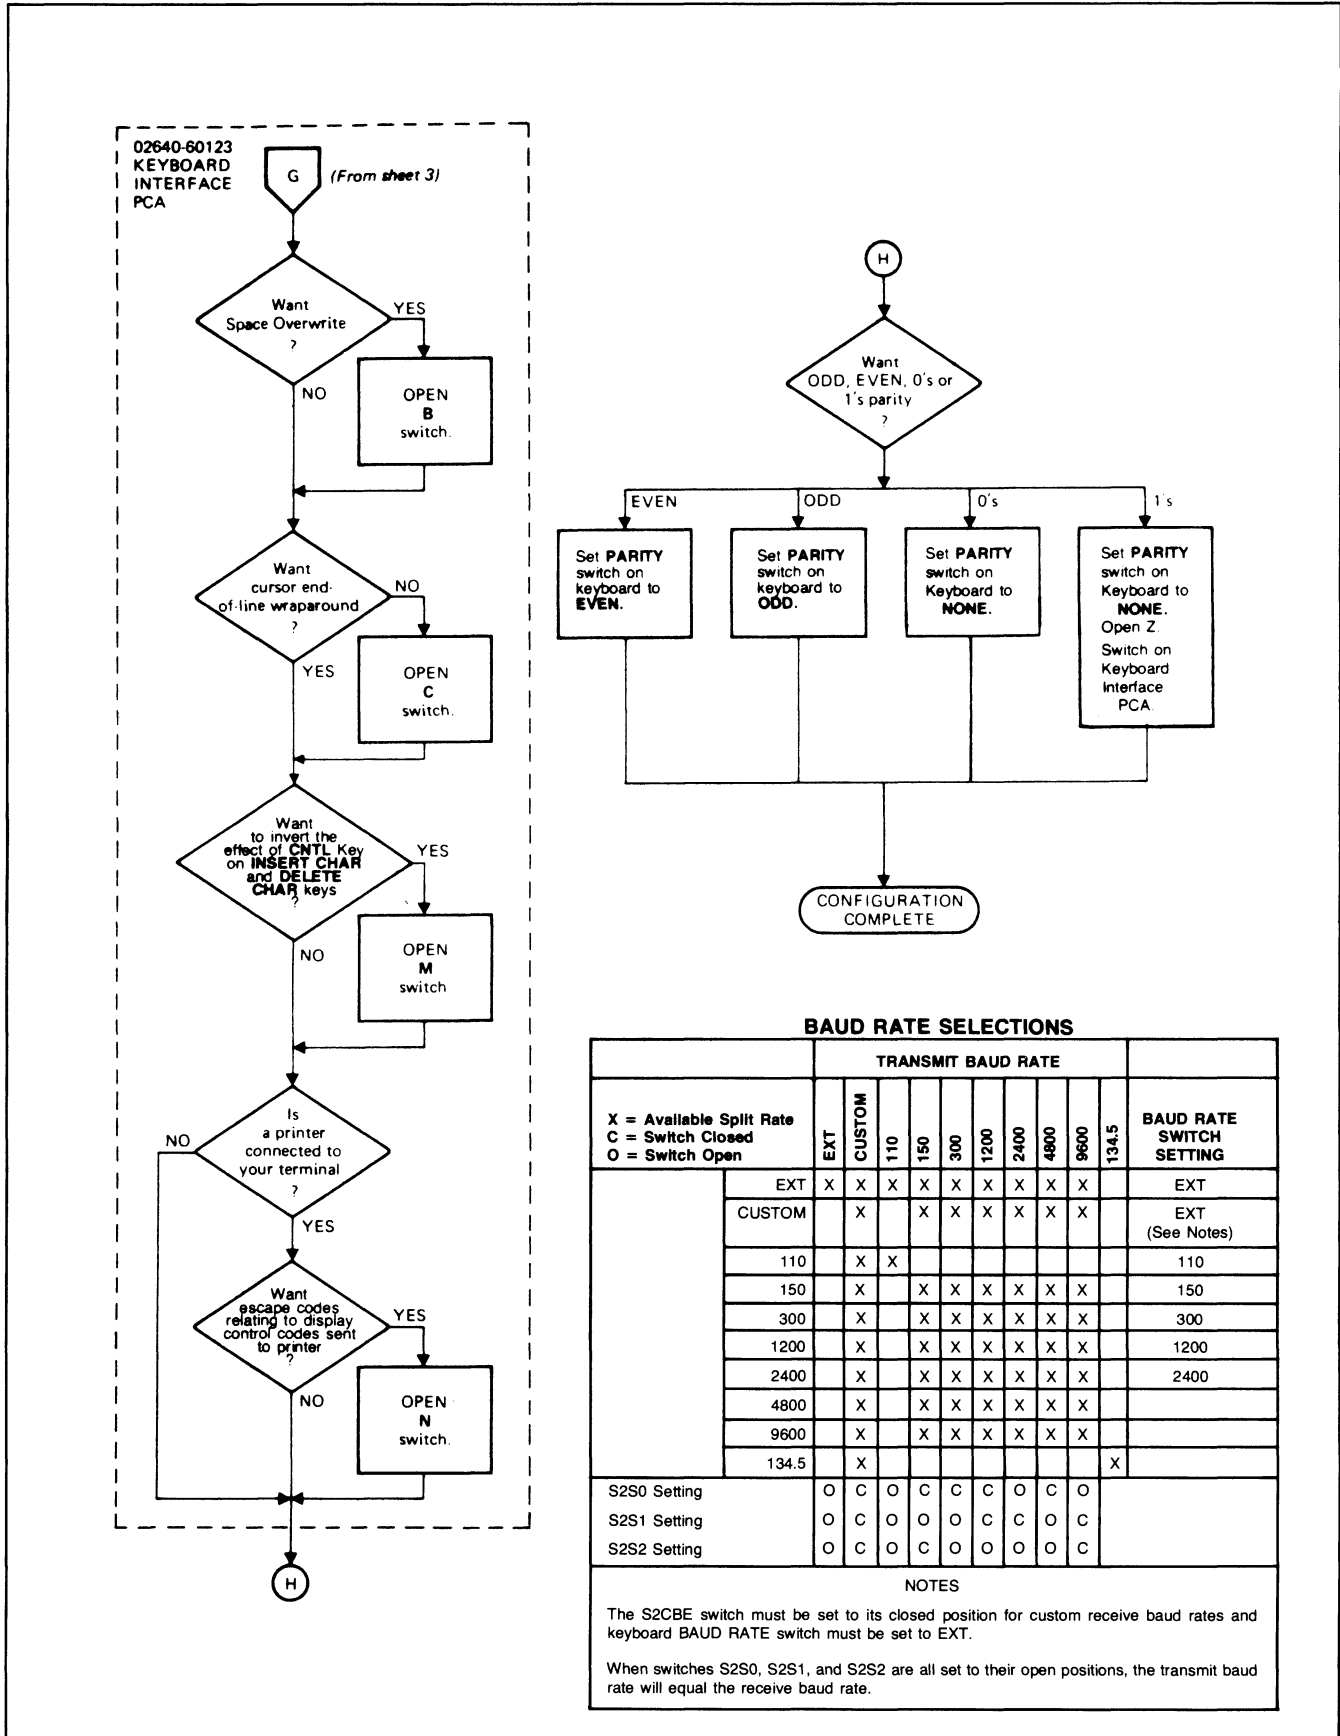 02640-60123
KEYBOARD
INTERFACE
PCA
G
(From sheet 3)
Want
Space Overwrite
?
YES
NO
OPEN
B
switch.
Want
cursor end-
of-line wraparound
?
NO
YES
OPEN
C
switch.
Want
to invert the
effect of CNTL Key
on INSERT CHAR
and DELETE
CHAR keys
?
YES
NO
OPEN
M
switch
Is
a printer
connected to
your terminal
?
NO
YES
Want
escape codes
relating to display
control codes sent
to printer
?
YES
NO
OPEN
N
switch.
H
H
Want
ODD, EVEN, 0's or
1's parity
?
EVEN
ODD
0's
1's
Set PARITY
switch on
keyboard to
EVEN.
Set PARITY
switch on
keyboard to
ODD.
Set PARITY
switch on
Keyboard to
NONE.
Set PARITY
switch on
Keyboard to
NONE.
Open Z.
Switch on
Keyboard
Interface
PCA.
CONFIGURATION
COMPLETE
BAUD RATE SELECTIONS
TRANSMIT BAUD RATE
X = Available Split Rate
C = Switch Closed
O = Switch Open
EXT CUSTOM 110 150 300 1200 2400 4800 9600 134.5
BAUD RATE
SWITCH
SETTING
EXT X X X X X X X X X EXT
CUSTOM X X X X X X X EXT
(See Notes)
110 X X 110
150 X X X X X X X 150
300 X X X X X X X 300
1200 X X X X X X X 1200
2400 X X X X X X X 2400
4800 X X X X X X X
9600 X X X X X X X
134.5 X X
S2S0 Setting O C O C C C O C O
S2S1 Setting O C O O O C C O C
S2S2 Setting O C O C O O O O C
NOTES
The S2CBE switch must be set to its closed position for custom receive baud rates and
keyboard BAUD RATE switch must be set to EXT.
When switches S2S0, S2S1, and S2S2 are all set to their open positions, the transmit baud
rate will equal the receive baud rate.